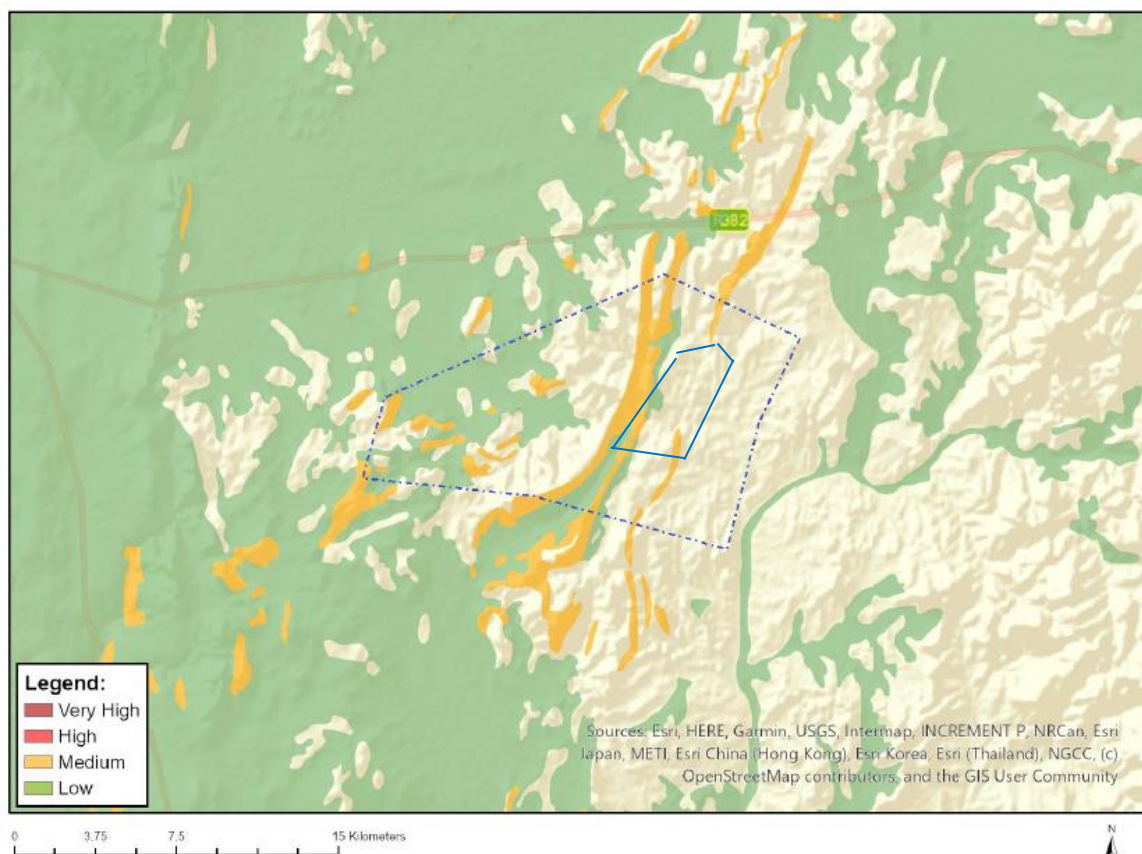 R382
Legend:
Very High
High
Medium
Low
Sources: Esri, HERE, Garmin, USGS, Intermap, INCREMENT P, NRCan, Esri
Japan, METI, Esri China (Hong Kong), Esri Korea, Esri (Thailand), NGCC, (c)
OpenStreetMap contributors, and the GIS User Community
0 3.75 7.5 15 Kilometers
N